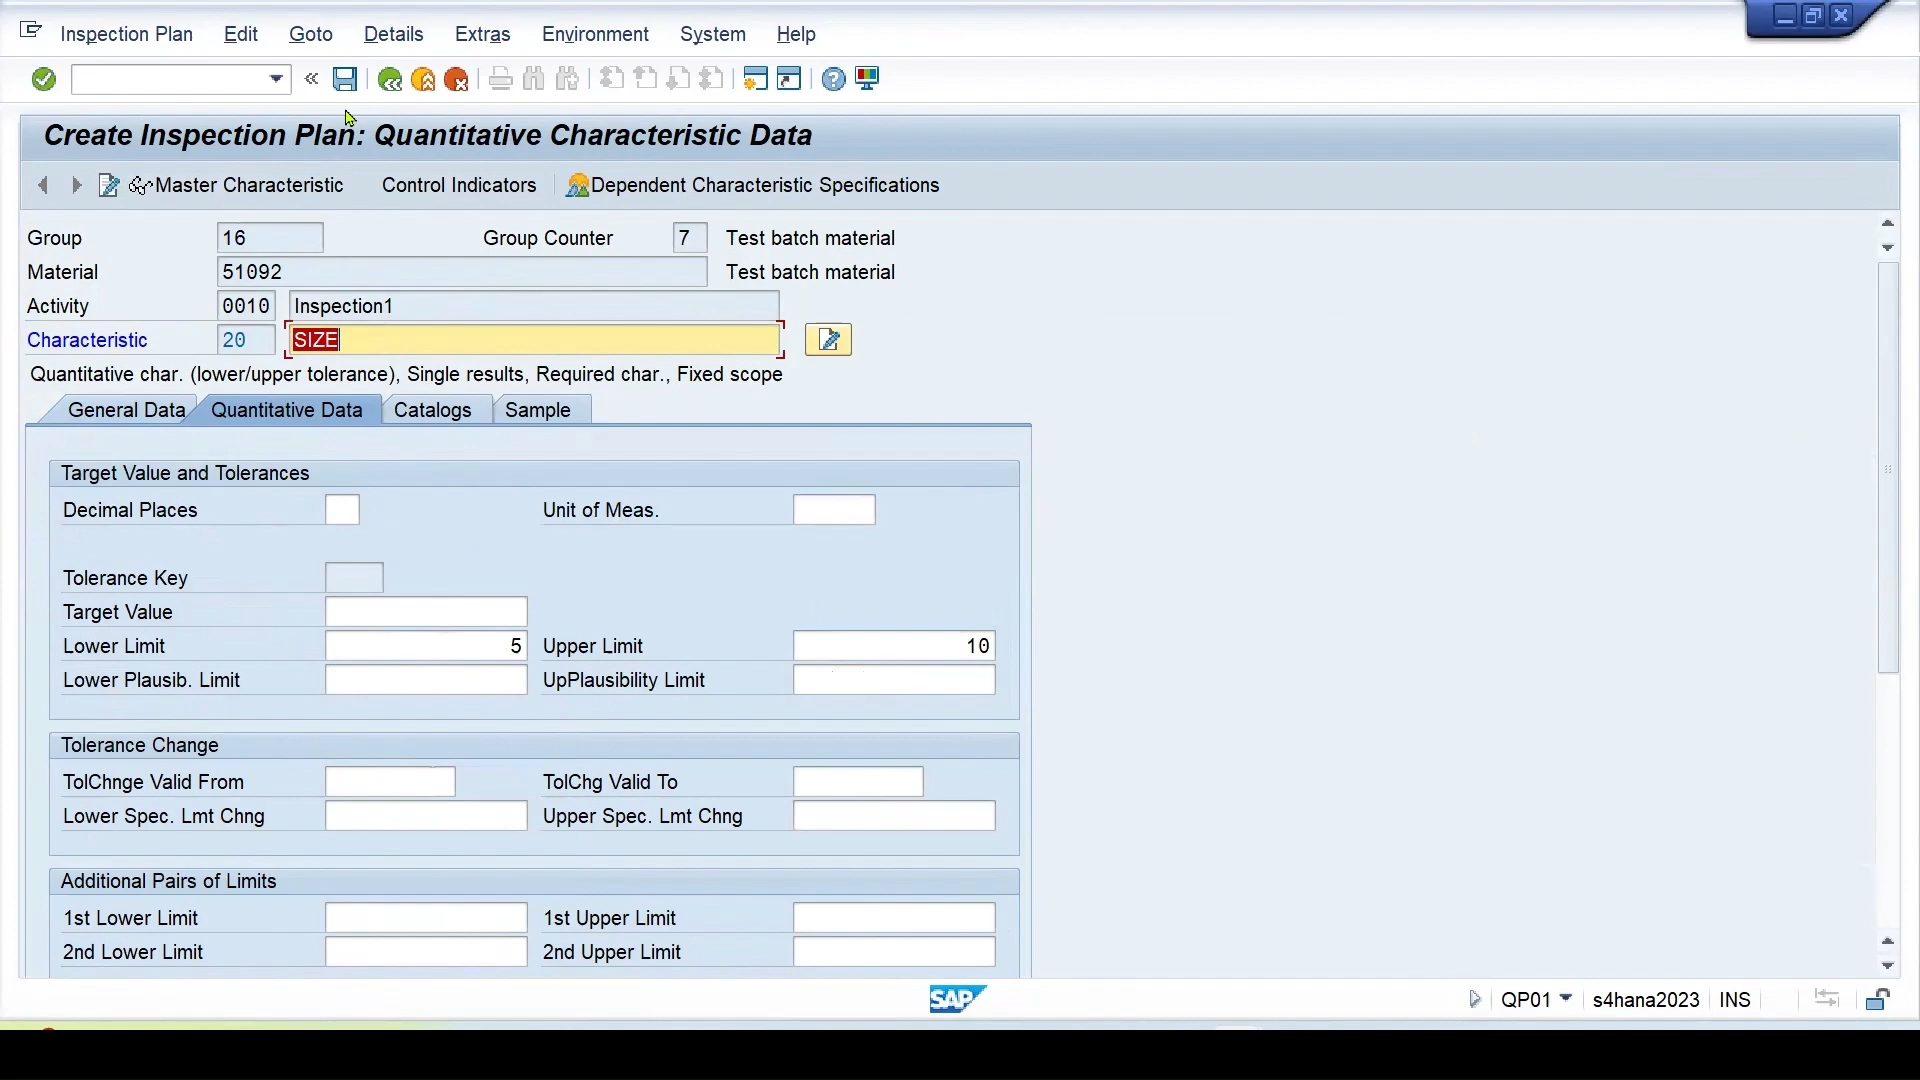 Inspection Plan Edit Goto Details Extras Environment System Help
Create Inspection Plan: Quantitative Characteristic Data
Master Characteristic Control Indicators Dependent Characteristic Specifications
Group 16 Group Counter 7 Test batch material
Material 51092 Test batch material
Activity 0010 Inspection1
Characteristic 20 SIZE
Quantitative char. (lower/upper tolerance), Single results, Required char., Fixed scope
General Data Quantitative Data Catalogs Sample
Target Value and Tolerances
Decimal Places Unit of Meas.
Tolerance Key
Target Value
Lower Limit 5 Upper Limit 10
Lower Plausib. Limit UpPlausibility Limit
Tolerance Change
TolChnge Valid From TolChg Valid To
Lower Spec. Lmt Chng Upper Spec. Lmt Chng
Additional Pairs of Limits
1st Lower Limit 1st Upper Limit
2nd Lower Limit 2nd Upper Limit
SAP QP01 s4hana2023 INS